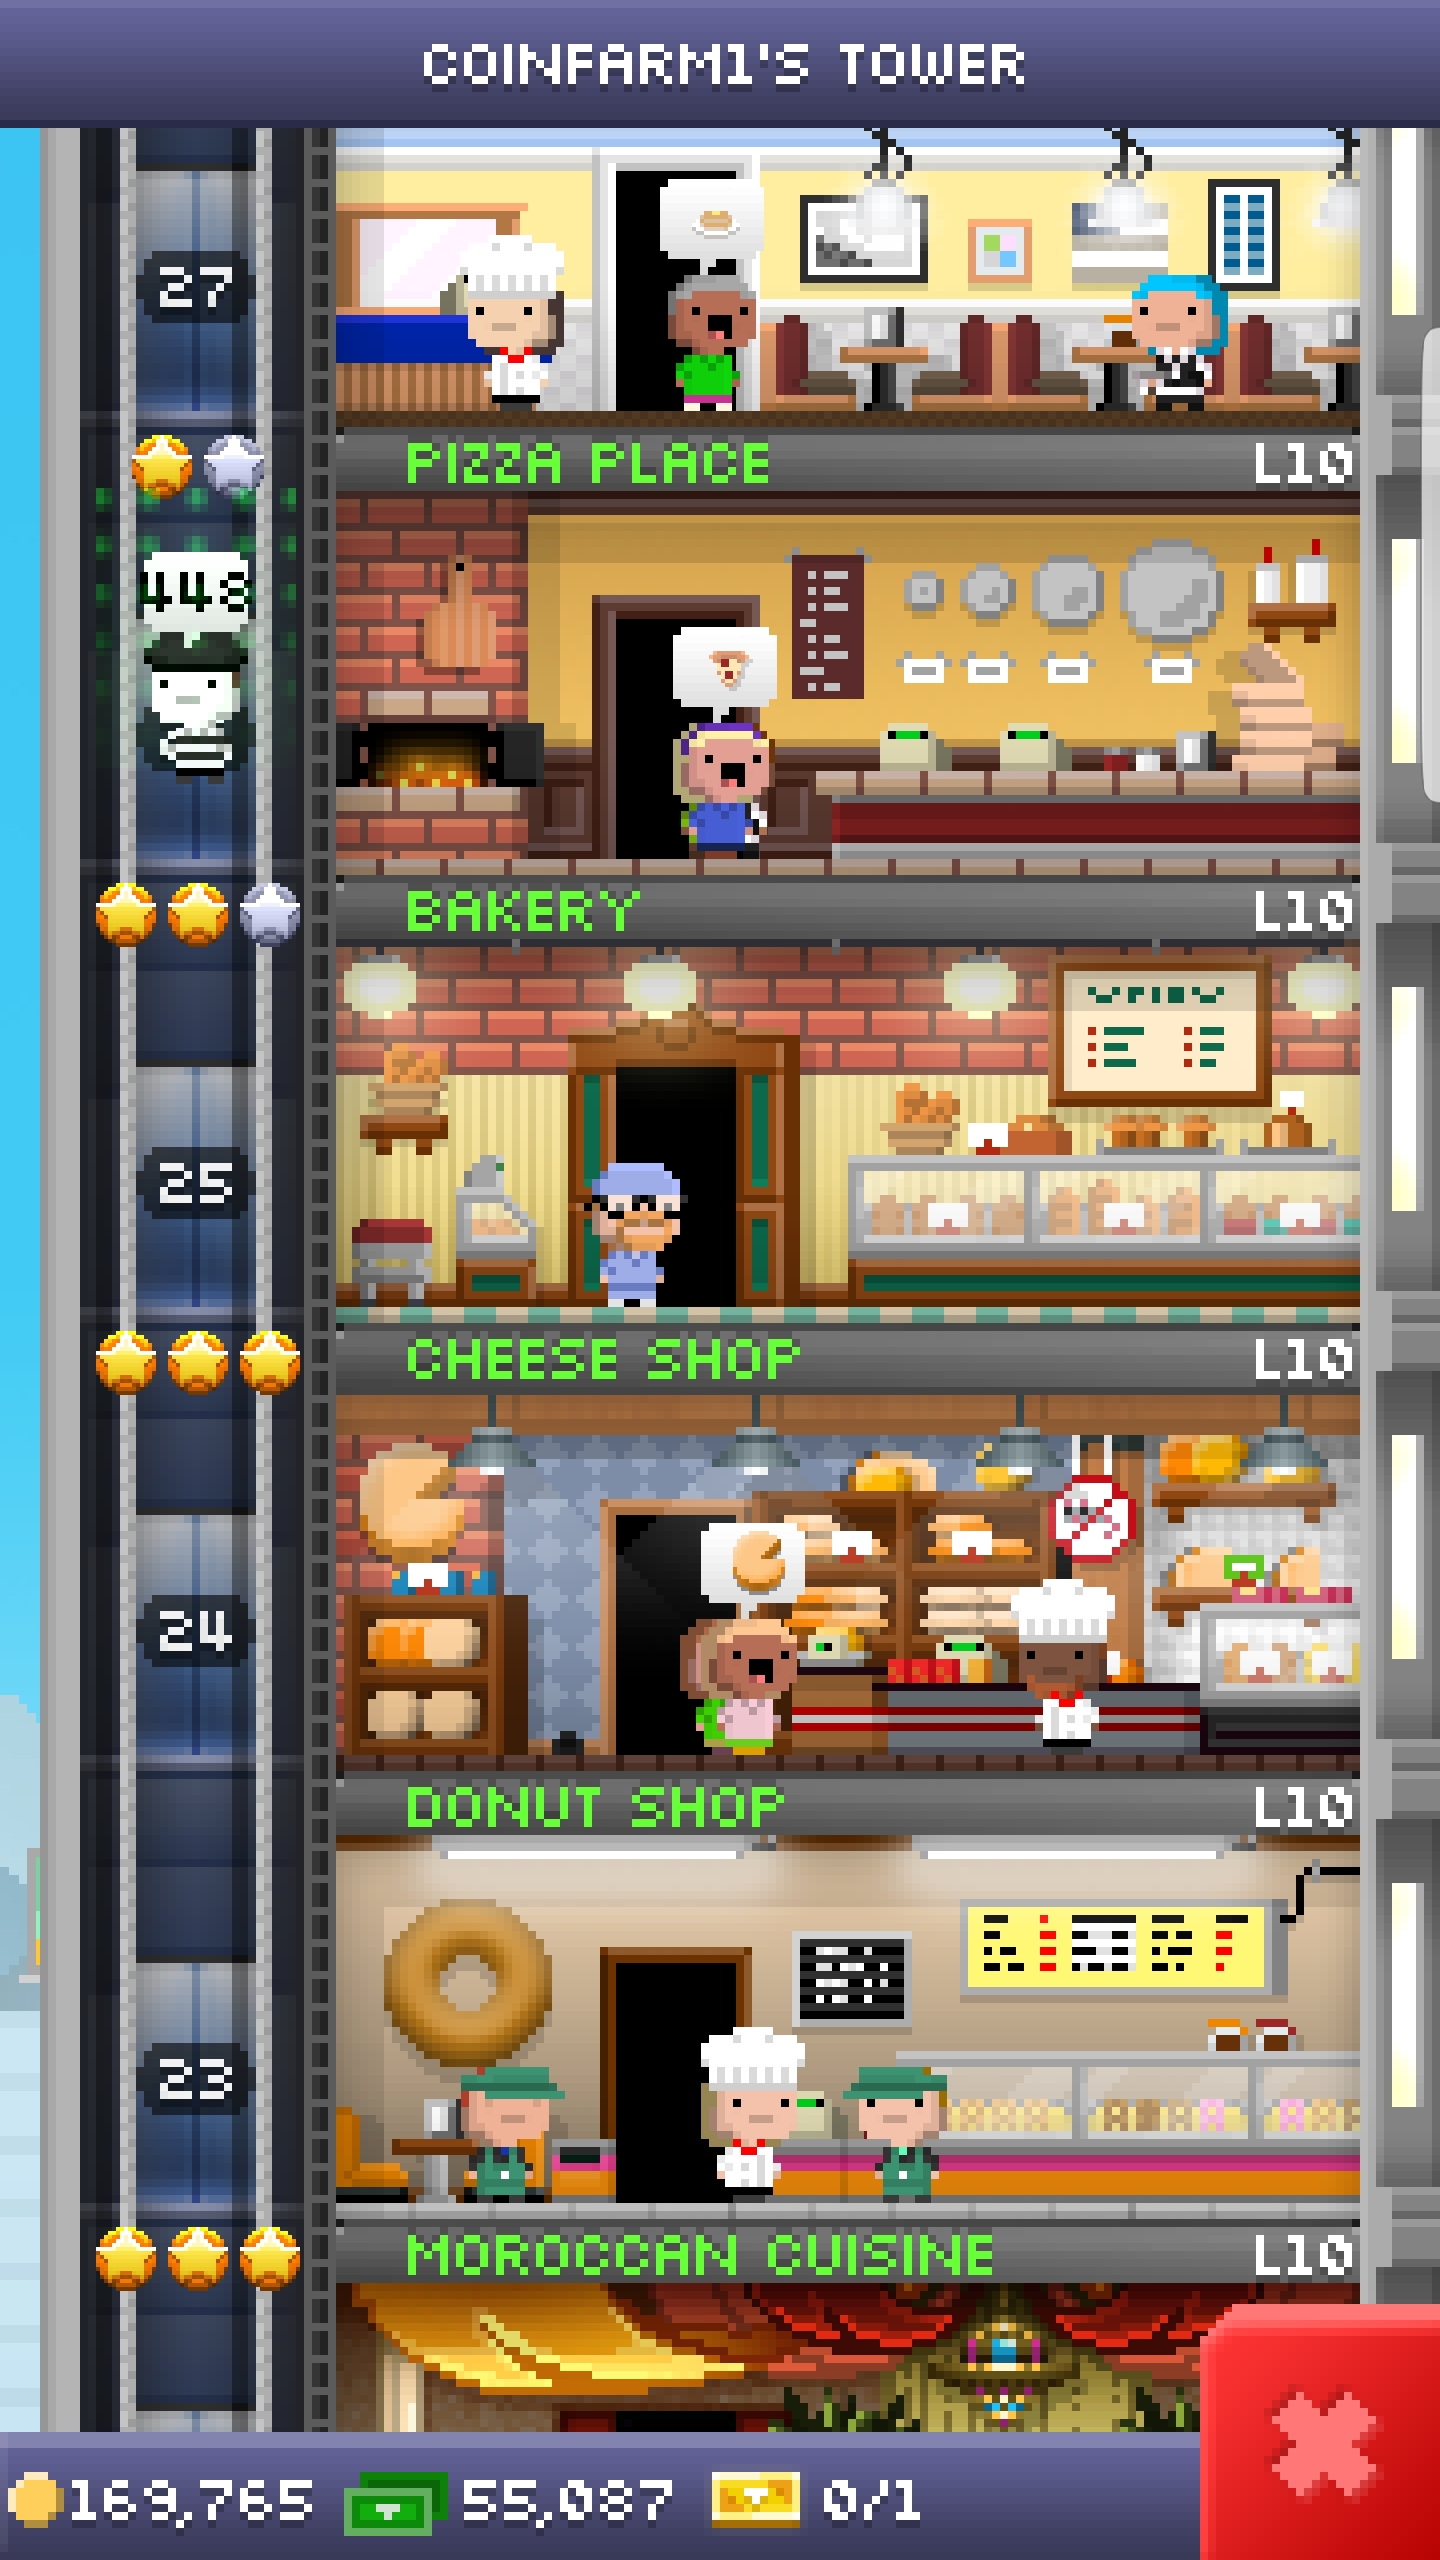 COINFARM1'S TOWER
27
PIZZA PLACE L10
443
BAKERY L10
25
CHEESE SHOP L10
24
DONUT SHOP L10
23
MOROCCAN CUISINE L10
169,765 55,087 0/1